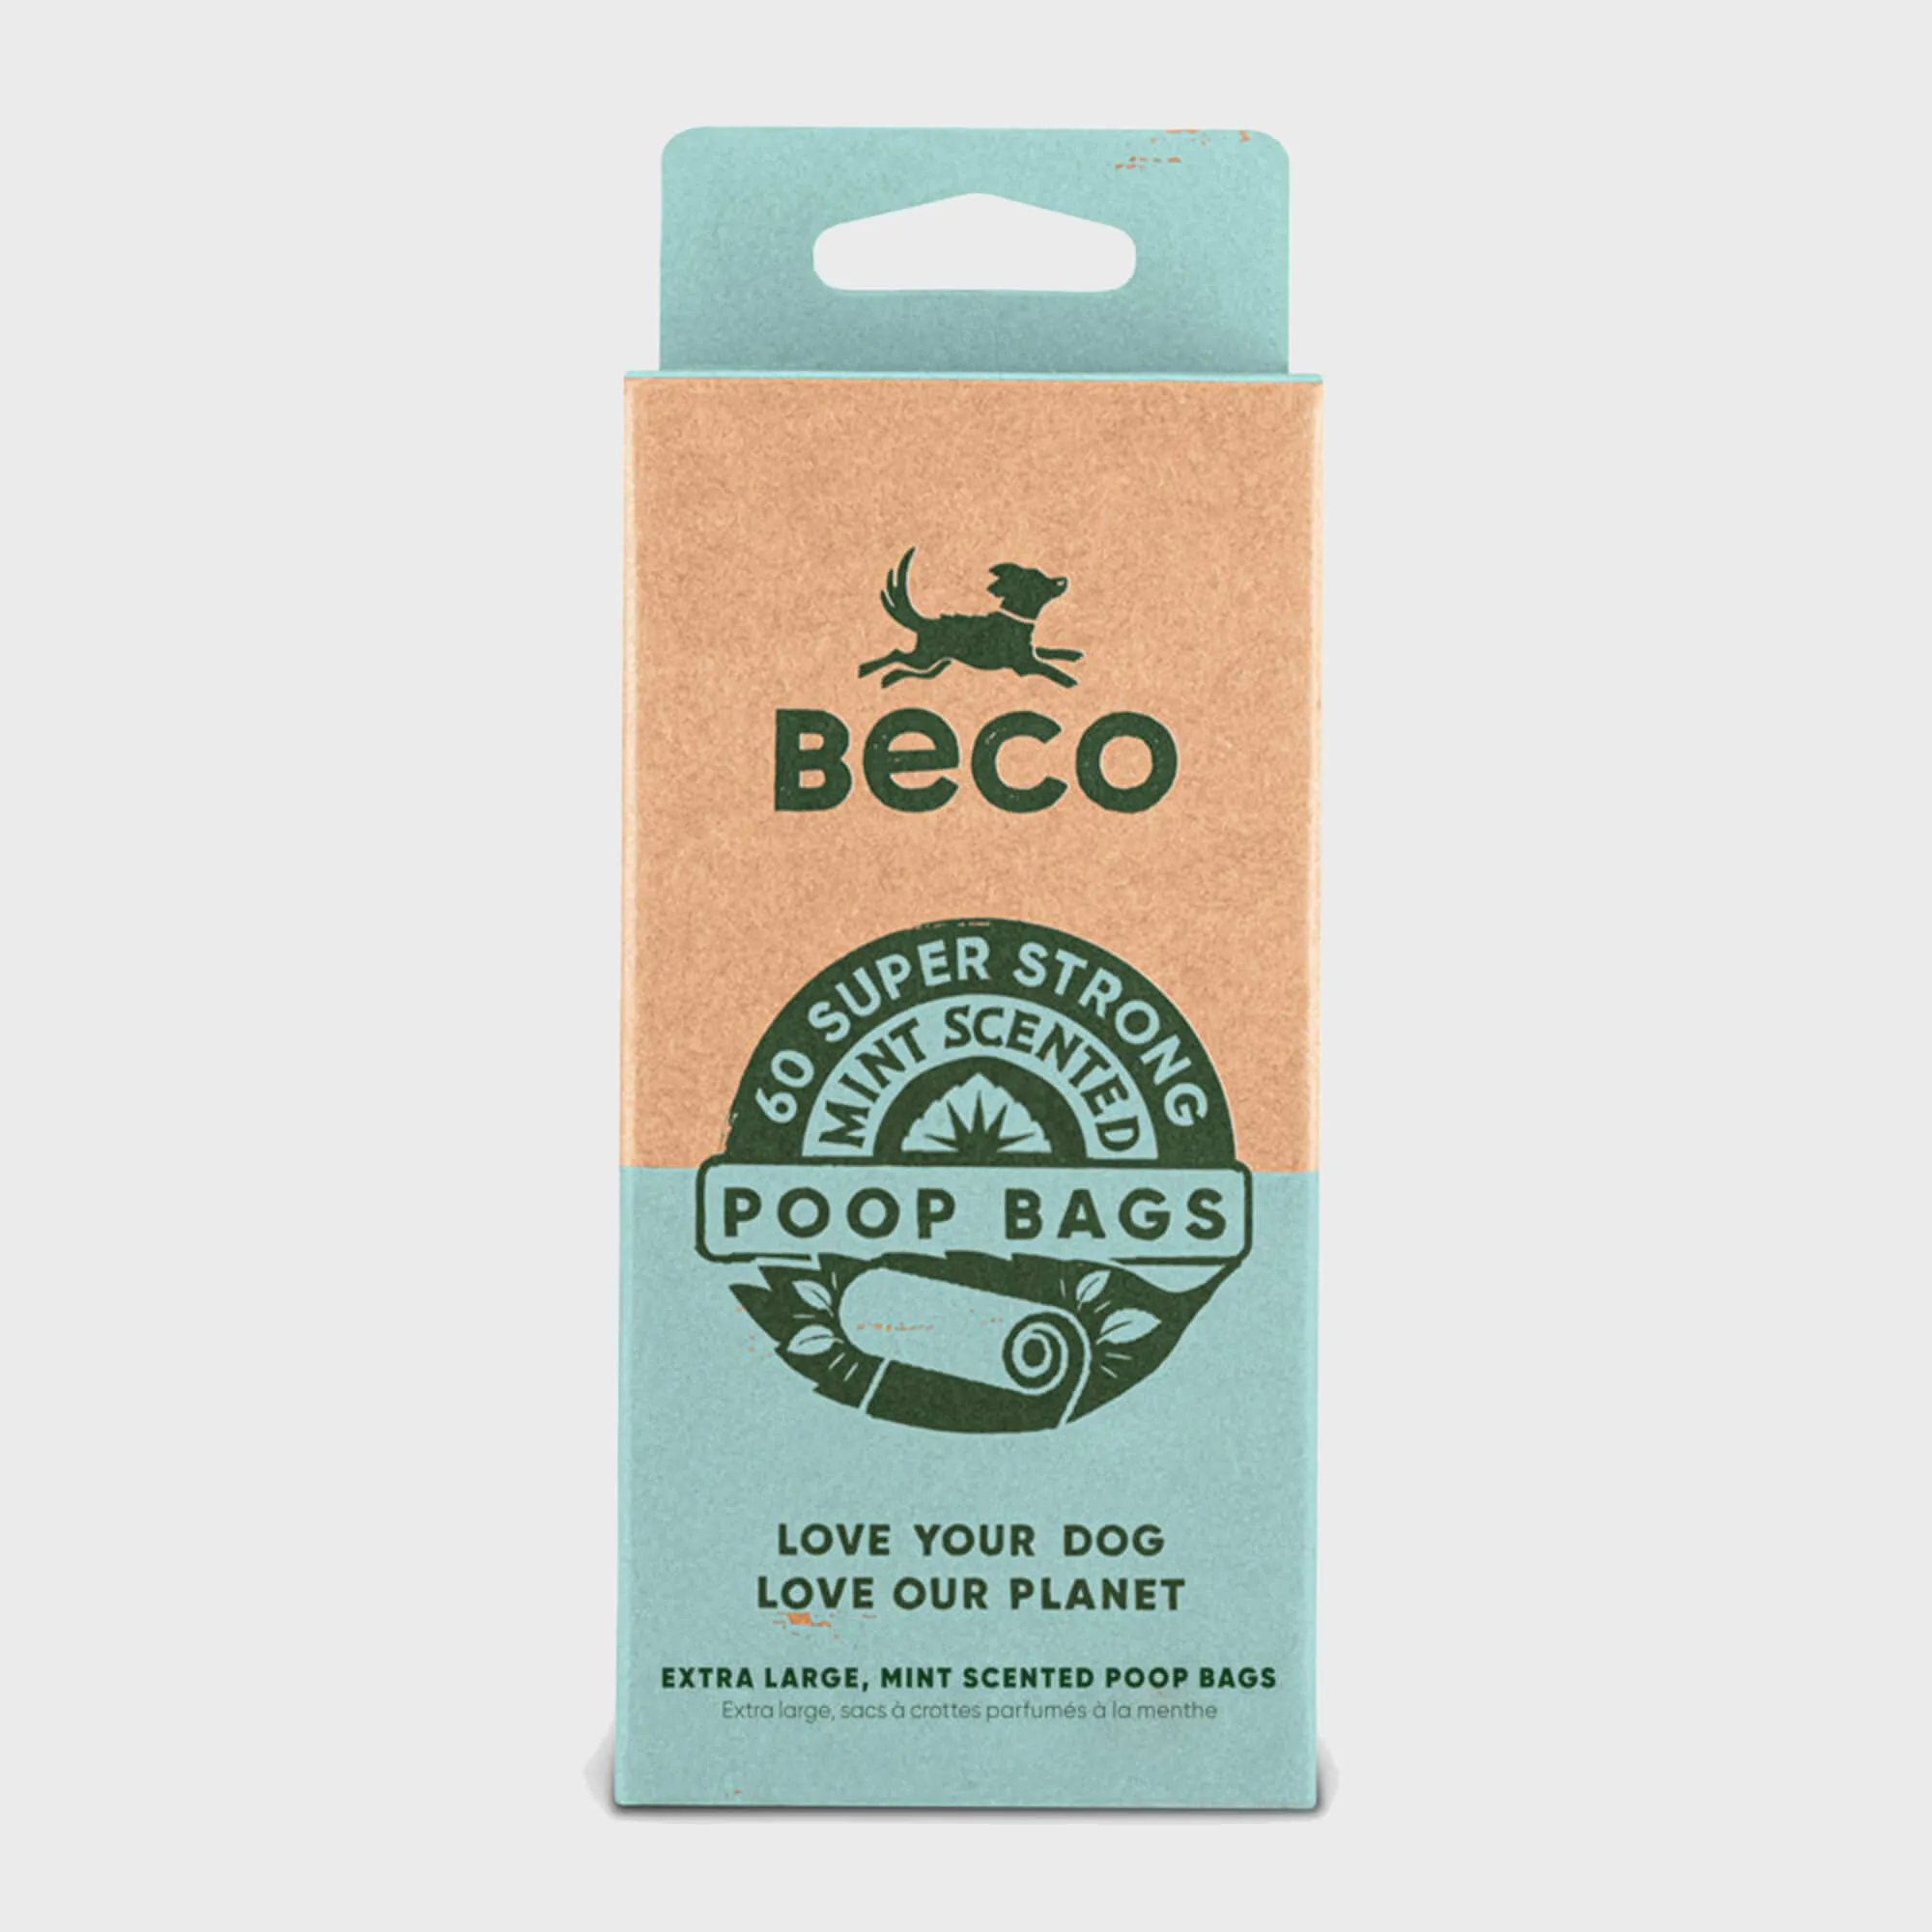 Beco
60 SUPER STRONG
MINT SCENTED
POOP BAGS
LOVE YOUR DOG
LOVE OUR PLANET
EXTRA LARGE, MINT SCENTED POOP BAGS
Extra large, sacs à crottes parfumés à la menthe